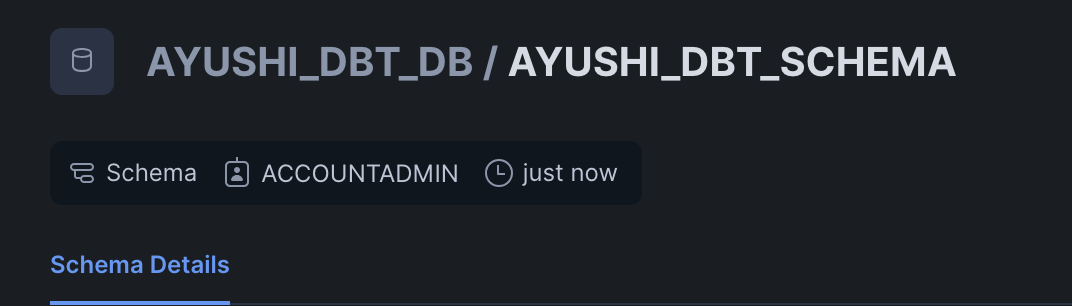 AYUSHI_DBT_DB / AYUSHI_DBT_SCHEMA
Schema ACCOUNTADMIN just now
Schema Details